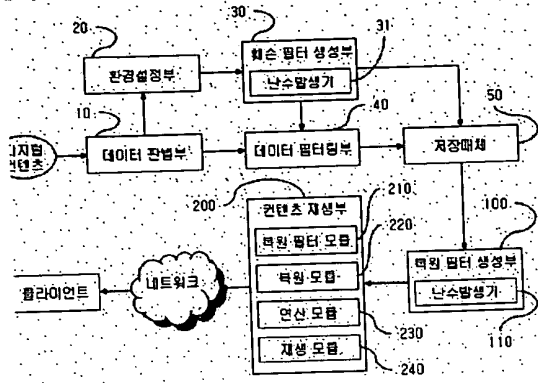 30
20
훼손 필터 생성부
31
난수발생기
환경설정부
10
40
50
디지털
컨텐츠
데이터 판별부
데이터 필터링부
저장매체
200
210
컨텐츠 재생부
220
100
복원 필터 모듈
복원 필터 생성부
네트워크
복원 모듈
난수발생기
클라이언트
연산 모듈
230
110
재생 모듈
240